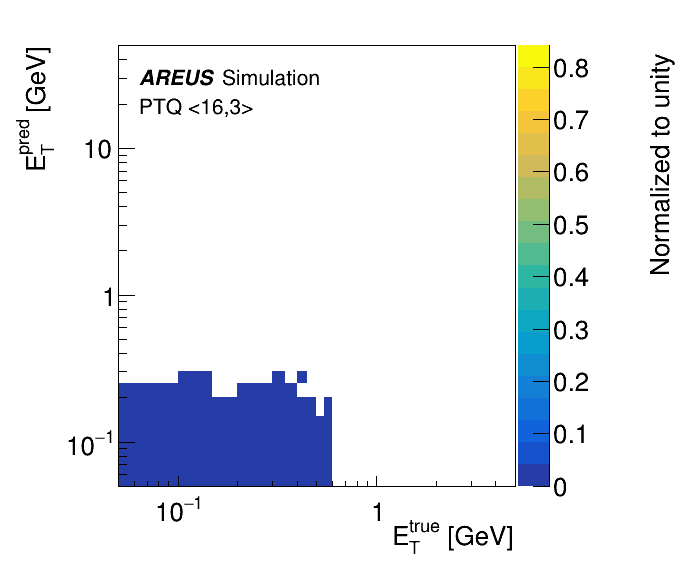 AREUS Simulation
PTQ <16,3>
E_T^pred [GeV]
10
1
10^−1
10^−1
1
E_T^true [GeV]
0.8
0.7
0.6
0.5
0.4
0.3
0.2
0.1
0
Normalized to unity